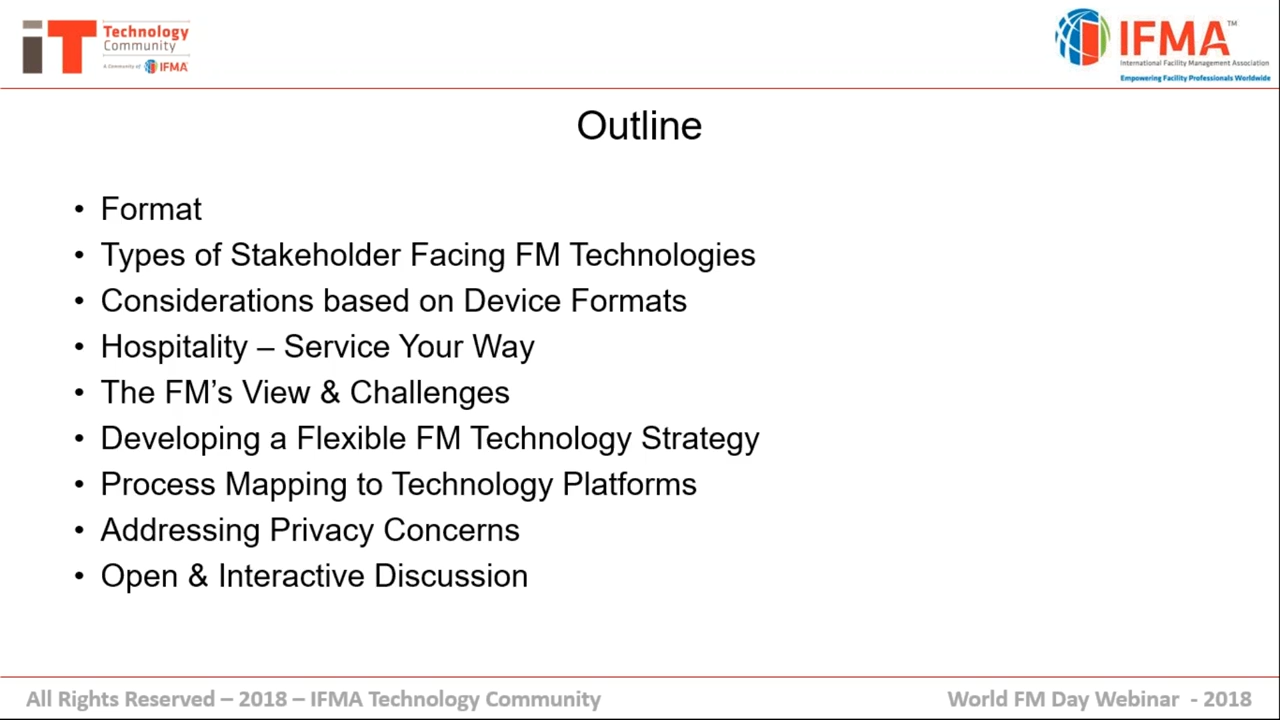 iT Technology
Community
A Community of IFMA
IFMA™
International Facility Management Association
Empowering Facility Professionals Worldwide
Outline
• Format
• Types of Stakeholder Facing FM Technologies
• Considerations based on Device Formats
• Hospitality – Service Your Way
• The FM’s View & Challenges
• Developing a Flexible FM Technology Strategy
• Process Mapping to Technology Platforms
• Addressing Privacy Concerns
• Open & Interactive Discussion
All Rights Reserved – 2018 – IFMA Technology Community
World FM Day Webinar - 2018